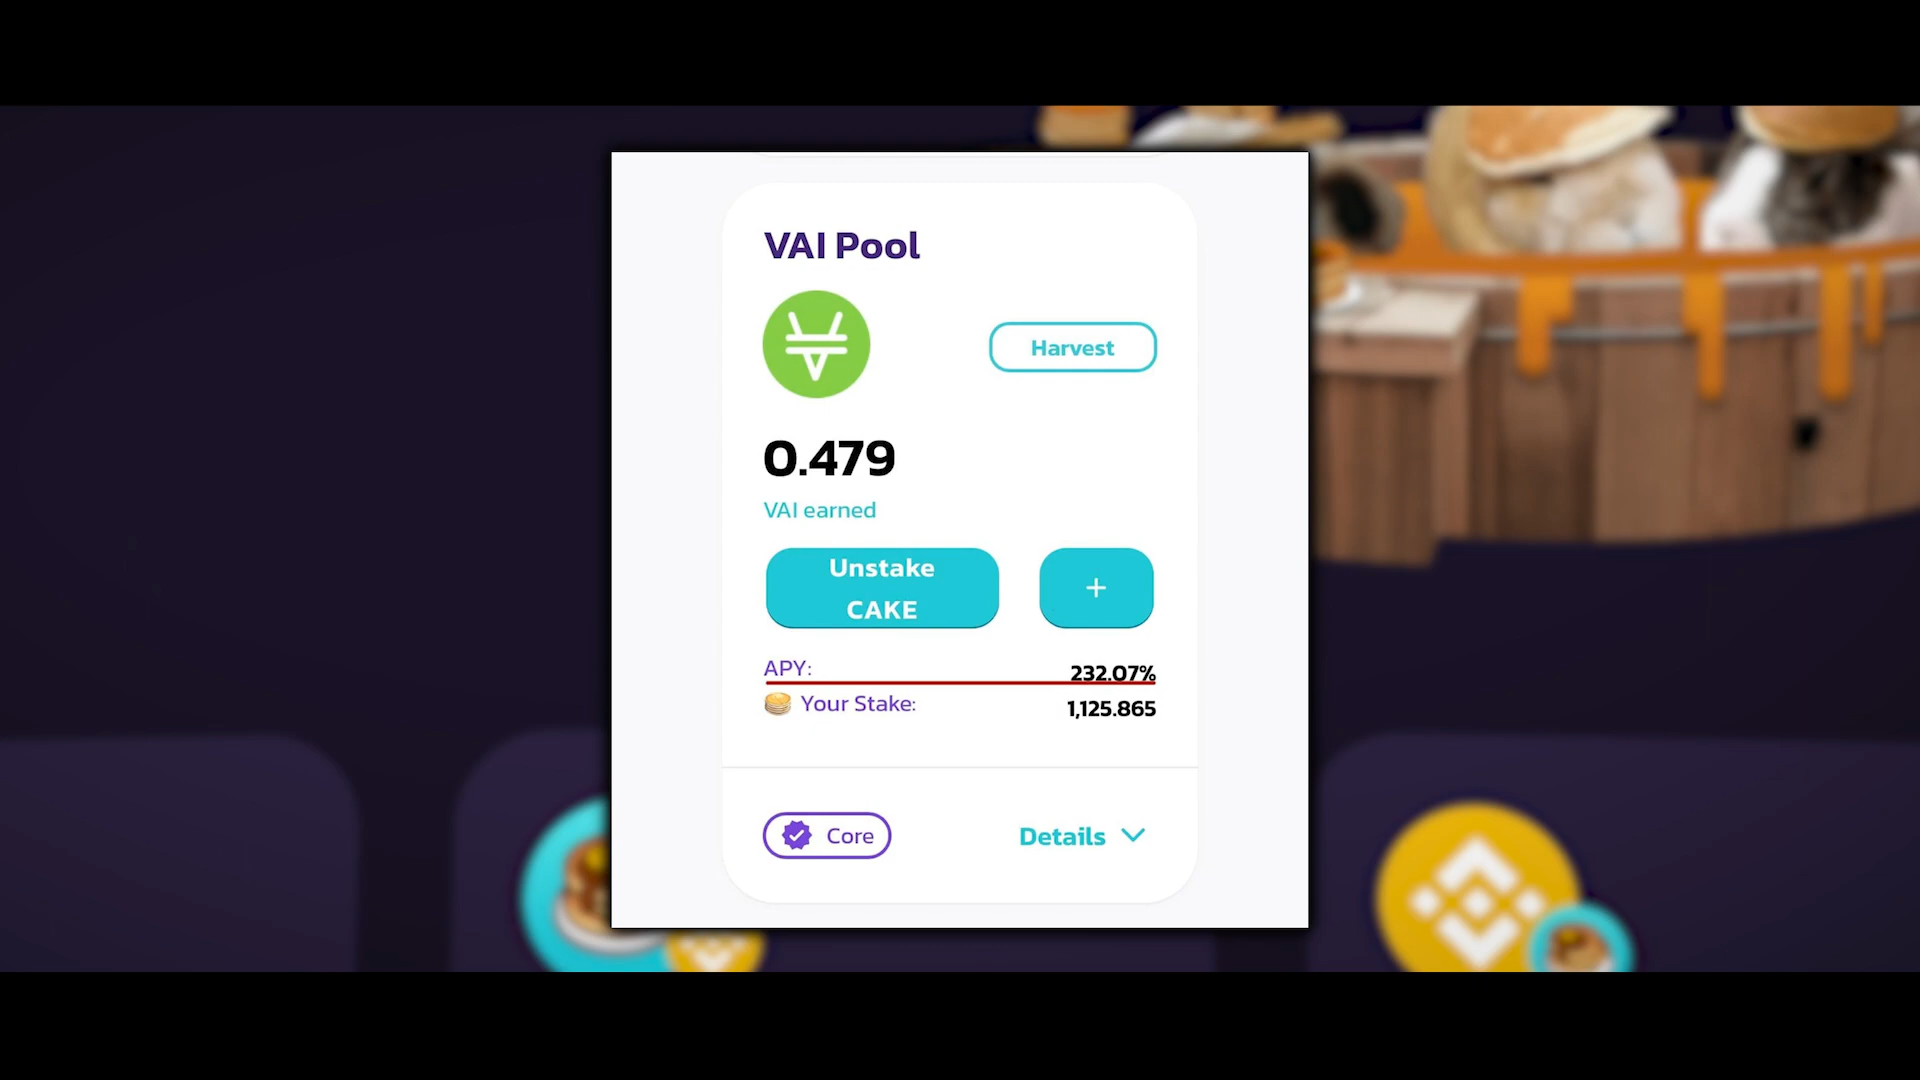 VAI Pool
Harvest
0.479
VAI earned
Unstake
CAKE
+
APY: 232.07%
Your Stake: 1,125.865
Core
Details